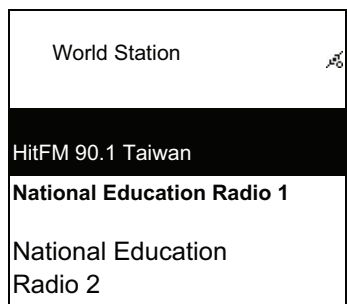 World Station
HitFM 90.1 Taiwan
National Education Radio 1
National Education
Radio 2